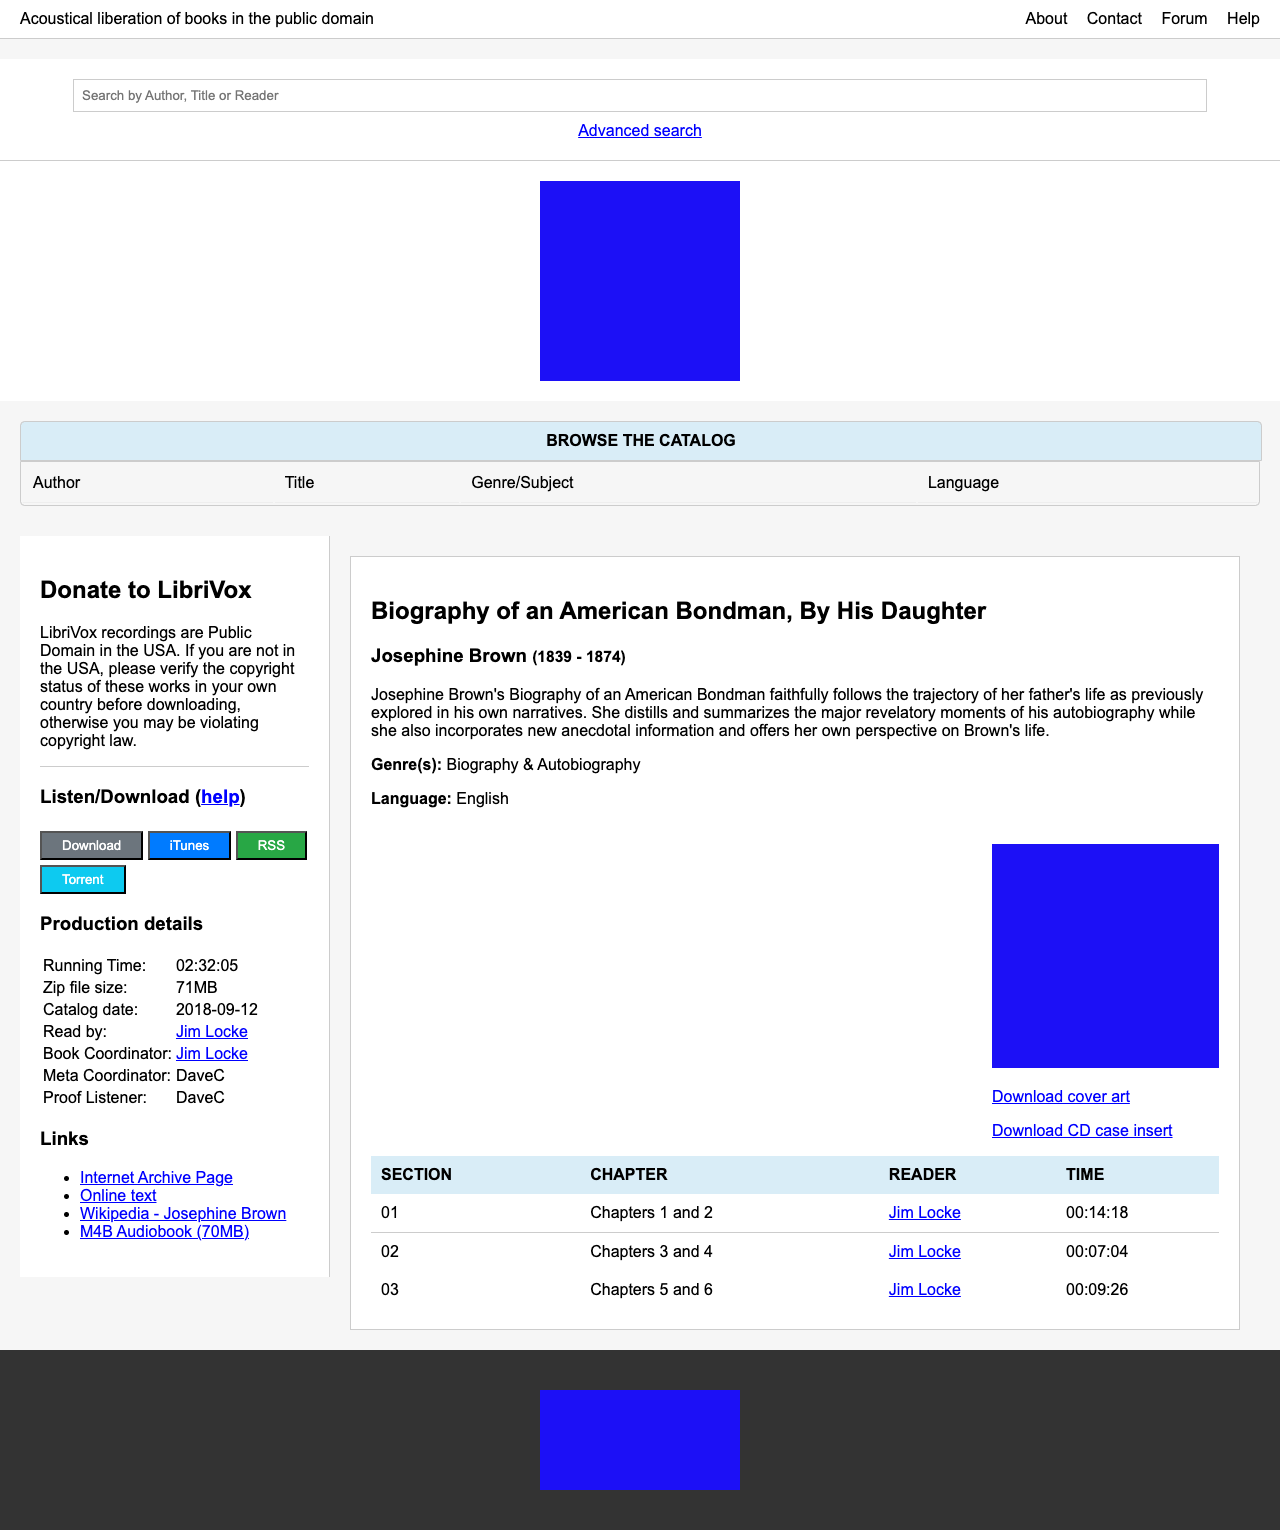 Acoustical liberation of books in the public domain
About Contact Forum Help
Search by Author, Title or Reader
Advanced search
BROWSE THE CATALOG
Author Title Genre/Subject Language
Donate to LibriVox
LibriVox recordings are Public
Domain in the USA. If you are not in
the USA, please verify the copyright
status of these works in your own
country before downloading,
otherwise you may be violating
copyright law.
Listen/Download (help)
Download iTunes RSS
Torrent
Production details
Running Time: 02:32:05
Zip file size: 71MB
Catalog date: 2018-09-12
Read by: Jim Locke
Book Coordinator: Jim Locke
Meta Coordinator: DaveC
Proof Listener: DaveC
Links
Internet Archive Page
Online text
Wikipedia - Josephine Brown
M4B Audiobook (70MB)
Biography of an American Bondman, By His Daughter
Josephine Brown (1839 - 1874)
Josephine Brown's Biography of an American Bondman faithfully follows the trajectory of her father's life as previously
explored in his own narratives. She distills and summarizes the major revelatory moments of his autobiography while
she also incorporates new anecdotal information and offers her own perspective on Brown's life.
Genre(s): Biography & Autobiography
Language: English
Download cover art
Download CD case insert
SECTION CHAPTER READER TIME
01 Chapters 1 and 2 Jim Locke 00:14:18
02 Chapters 3 and 4 Jim Locke 00:07:04
03 Chapters 5 and 6 Jim Locke 00:09:26